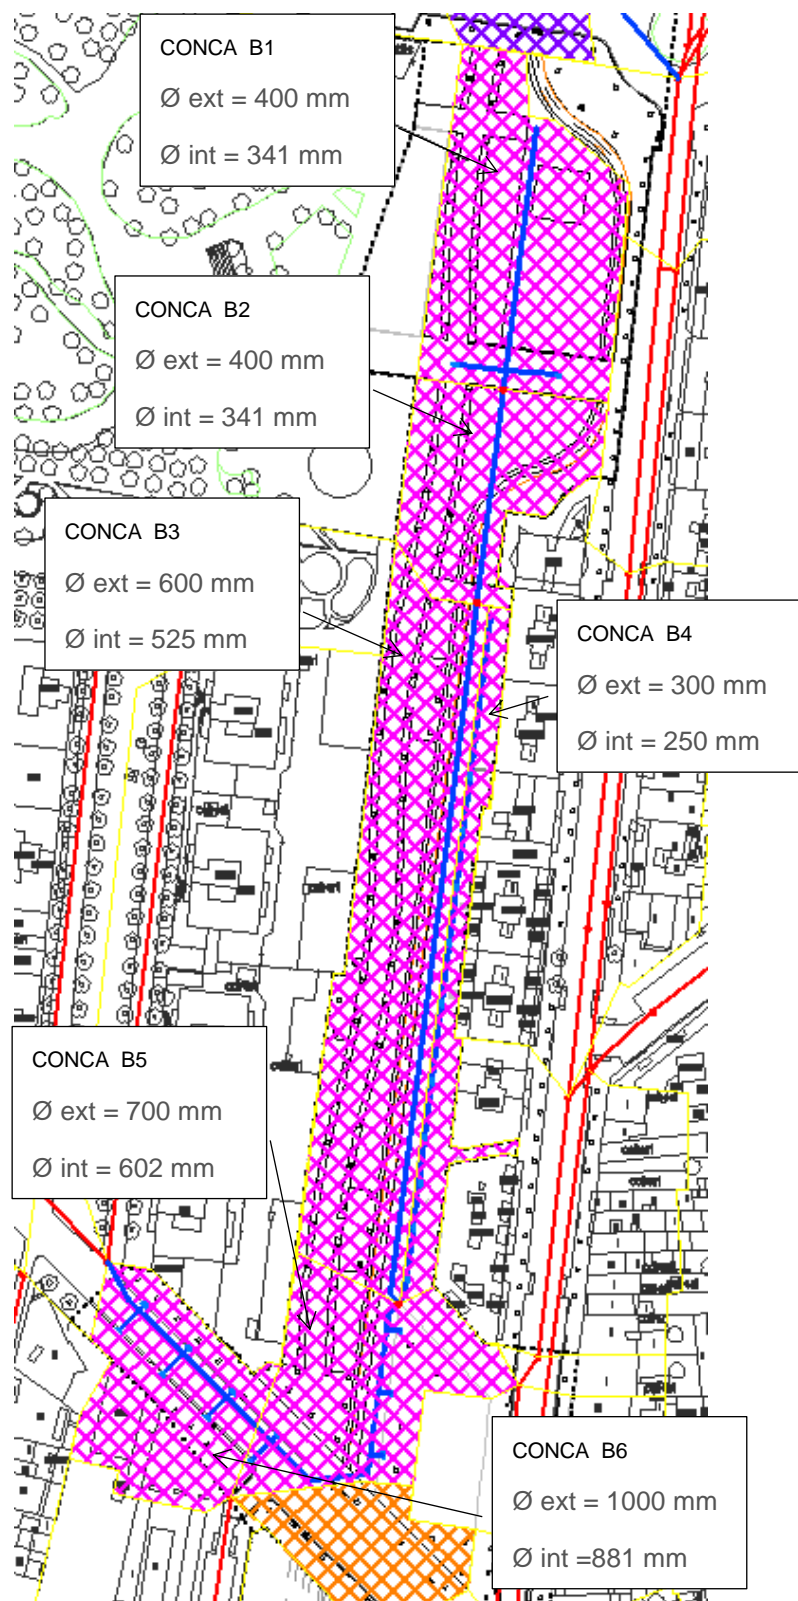 CONCA B1
Ø ext = 400 mm
Ø int = 341 mm
CONCA B2
Ø ext = 400 mm
Ø int = 341 mm
CONCA B3
Ø ext = 600 mm
Ø int = 525 mm
CONCA B4
Ø ext = 300 mm
Ø int = 250 mm
CONCA B5
Ø ext = 700 mm
Ø int = 602 mm
CONCA B6
Ø ext = 1000 mm
Ø int =881 mm